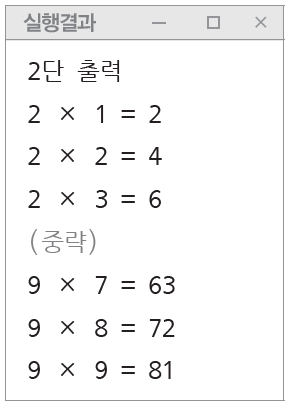 실행결과
2단 출력
2 × 1 = 2
2 × 2 = 4
2 × 3 = 6
(중략)
9 × 7 = 63
9 × 8 = 72
9 × 9 = 81